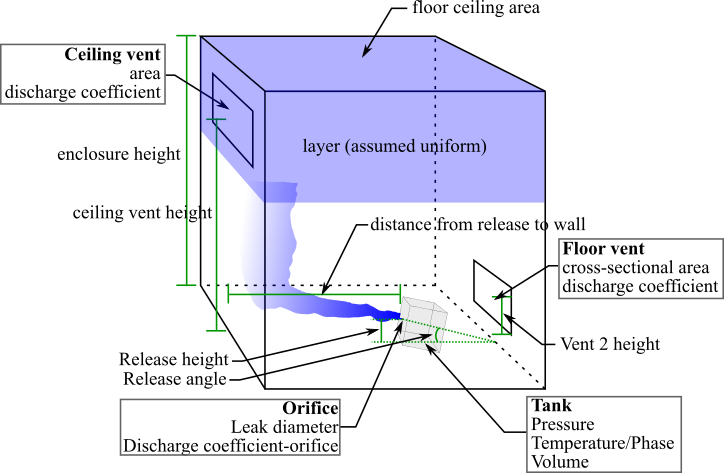 floor ceiling area
Ceiling vent
area
discharge coefficient
layer (assumed uniform)
enclosure height
ceiling vent height
distance from release to wall
Floor vent
cross-sectional area
discharge coefficient
Vent 2 height
Release height
Release angle
Orifice
Leak diameter
Discharge coefficient-orifice
Tank
Pressure
Temperature/Phase
Volume